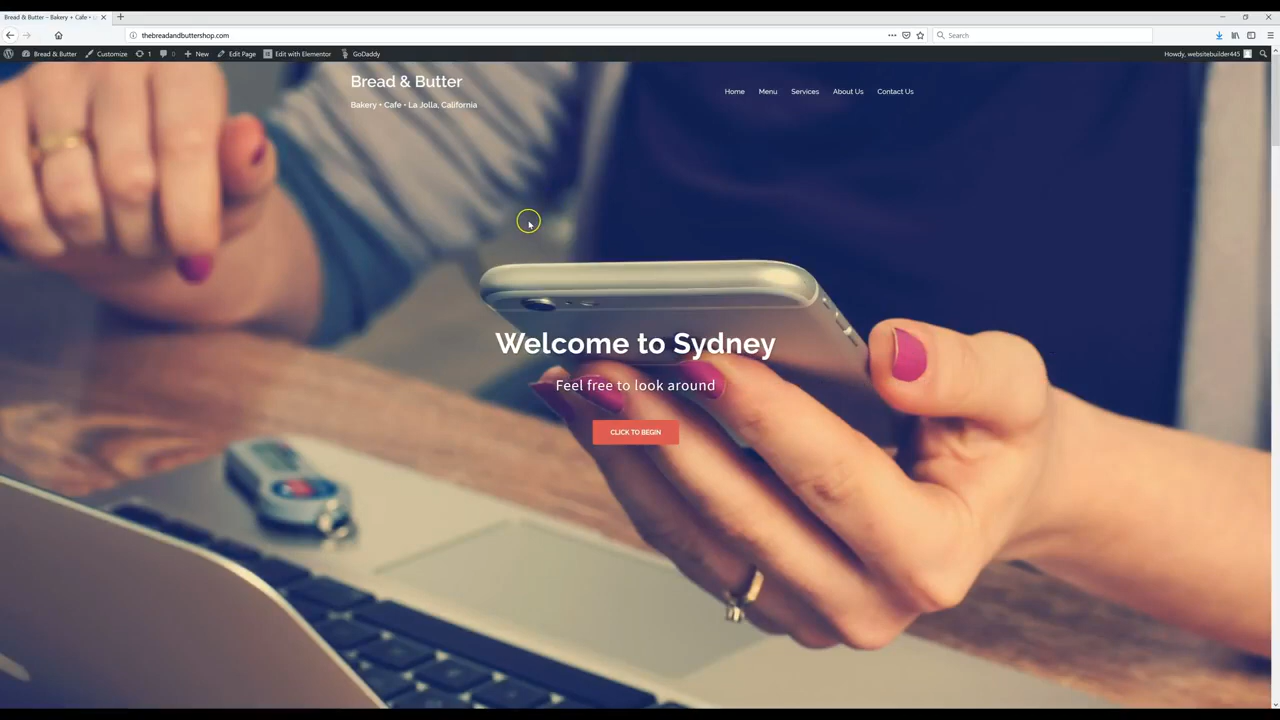 Bread & Butter – Bakery + Cafe •
thebreadandbuttershop.com
Search
Bread & Butter
Customize
1
0
New
Edit Page
Edit with Elementor
GoDaddy
Howdy, websitebuilder445
Bread & Butter
Bakery + Cafe • La Jolla, California
Home Menu Services About Us Contact Us
Welcome to Sydney
Feel free to look around
CLICK TO BEGIN